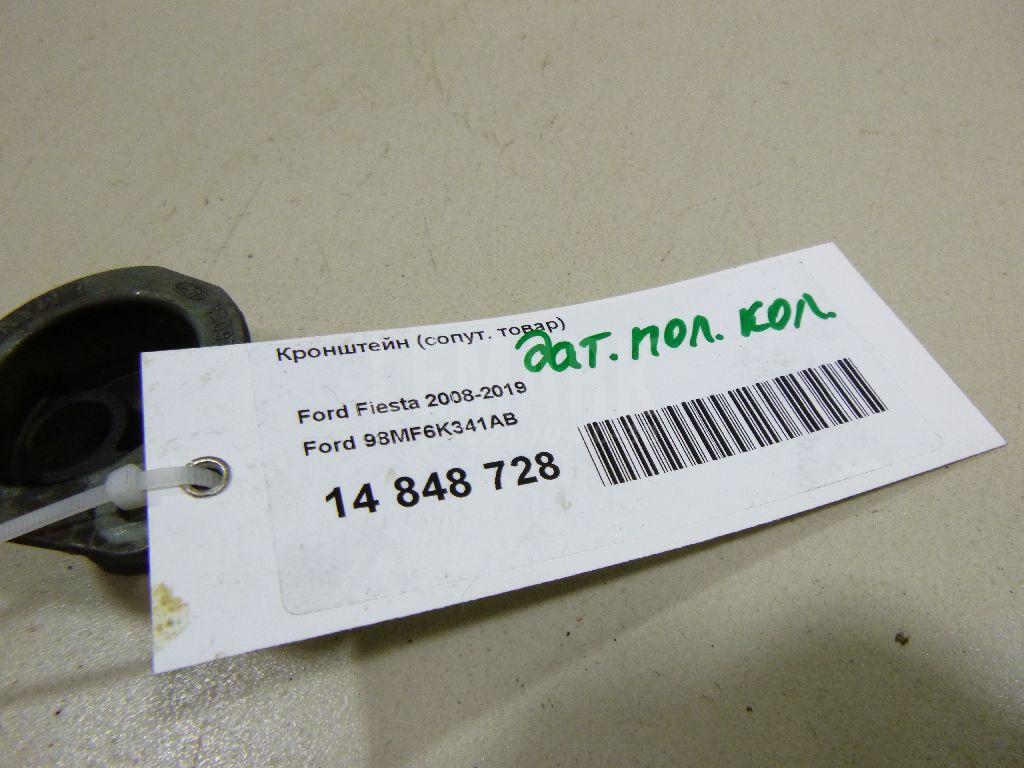 Кронштейн (сопут. товар)
дат. пол. кол.
Ford Fiesta 2008-2019
Ford 98MF6K341AB
14 848 728